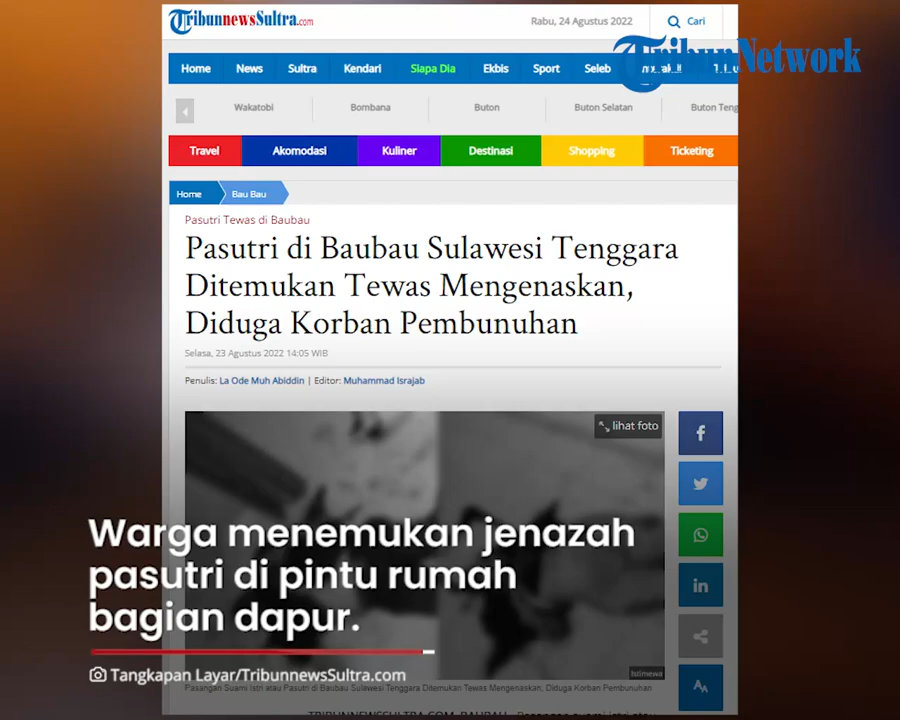 TribunnewsSultra.com
Rabu, 24 Agustus 2022
Cari
TribunNetwork
Home News Sultra Kendari Siapa Dia Ekbis Sport Seleb
Wakatobi Bombana Buton Buton Selatan Buton Teng
Travel Akomodasi Kuliner Destinasi Shopping Ticketing
Home Bau Bau
Pasutri Tewas di Baubau
Pasutri di Baubau Sulawesi Tenggara
Ditemukan Tewas Mengenaskan,
Diduga Korban Pembunuhan
Selasa, 23 Agustus 2022 14:05 WIB
Penulis: La Ode Muh Abiddin | Editor: Muhammad Israjab
lihat foto
Warga menemukan jenazah
pasutri di pintu rumah
bagian dapur.
Istimewa
Tangkapan Layar/TribunnewsSultra.com
Pasangan Suami Istri atau Pasutri di Baubau Sulawesi Tenggara Ditemukan Tewas Mengenaskan, Diduga Korban Pembunuhan